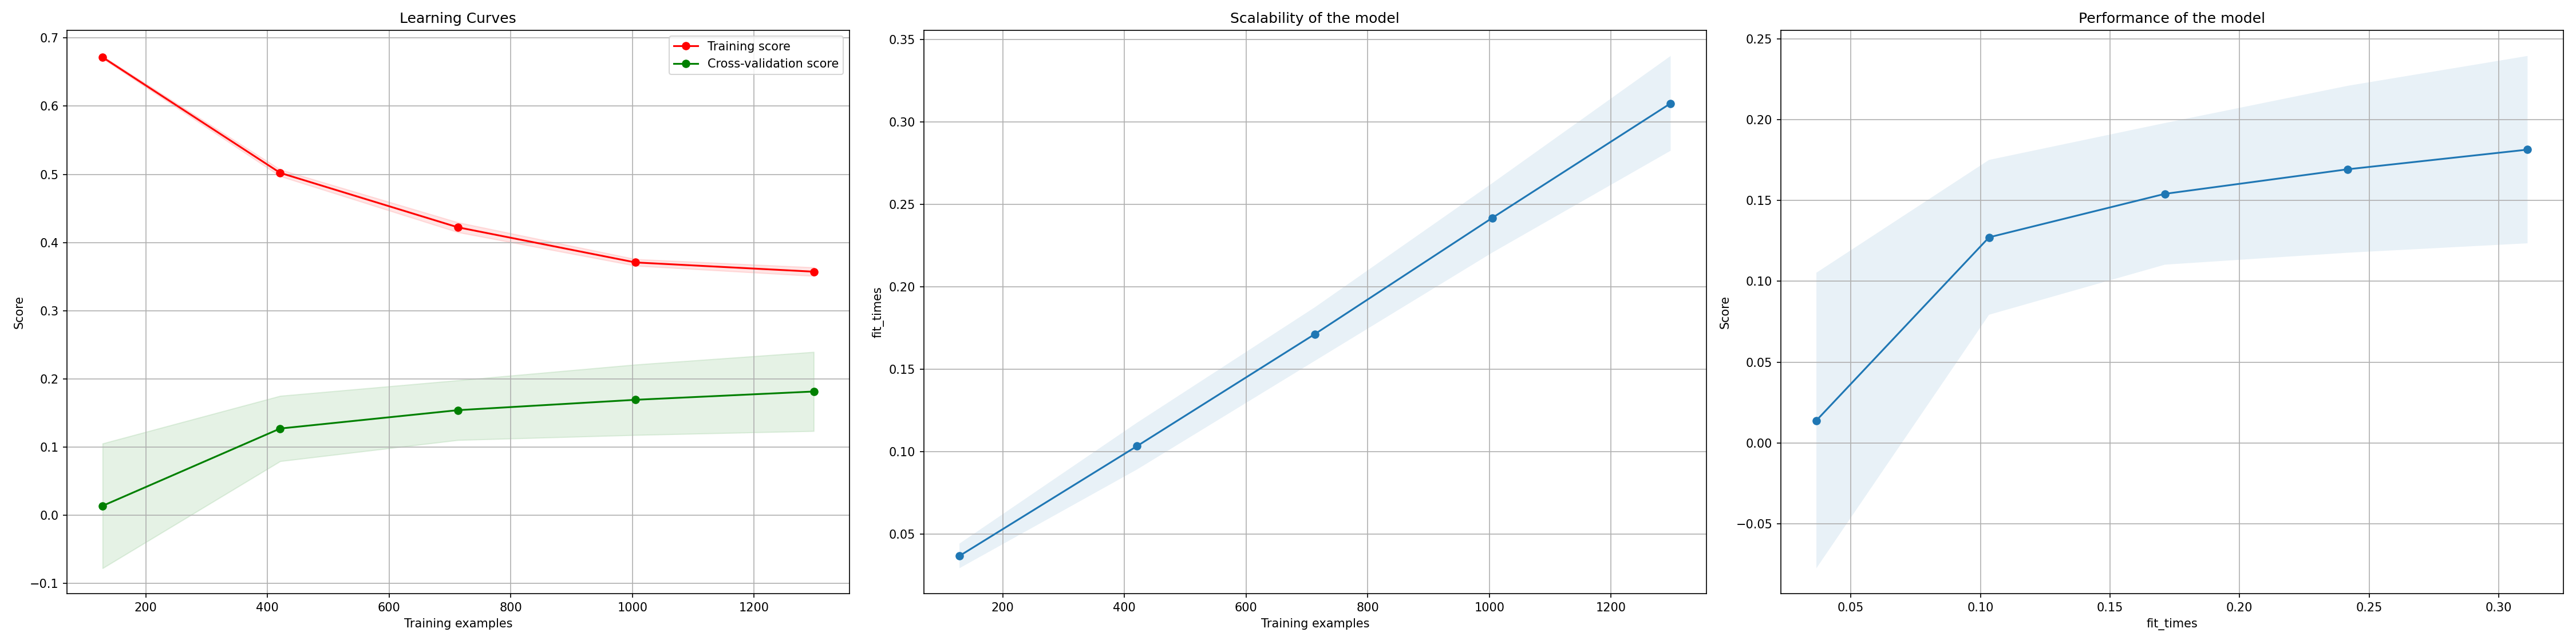 Learning Curves
Training score
Cross-validation score
0.7
0.6
0.5
0.4
0.3
0.2
0.1
0.0
−0.1
Score
200 400 600 800 1000 1200
Training examples
Scalability of the model
0.35
0.30
0.25
0.20
0.15
0.10
0.05
fit_times
200 400 600 800 1000 1200
Training examples
Performance of the model
0.25
0.20
0.15
0.10
0.05
0.00
−0.05
Score
0.05 0.10 0.15 0.20 0.25 0.30
fit_times